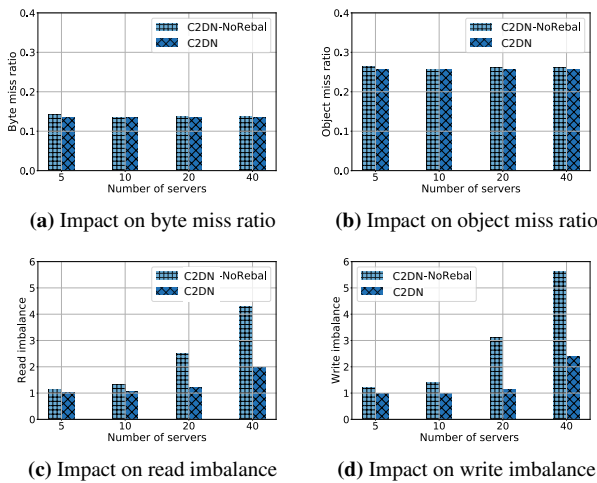 0.4
0.3
0.2
0.1
0.0
Byte miss ratio
C2DN-NoRebal
C2DN
5 10 20 40
Number of servers
(a) Impact on byte miss ratio
0.4
0.3
0.2
0.1
0.0
Object miss ratio
C2DN-NoRebal
C2DN
5 10 20 40
Number of servers
(b) Impact on object miss ratio
6
5
4
3
2
1
0
Read imbalance
C2DN -NoRebal
C2DN
5 10 20 40
Number of servers
(c) Impact on read imbalance
6
5
4
3
2
1
0
Write imbalance
C2DN-NoRebal
C2DN
5 10 20 40
Number of servers
(d) Impact on write imbalance